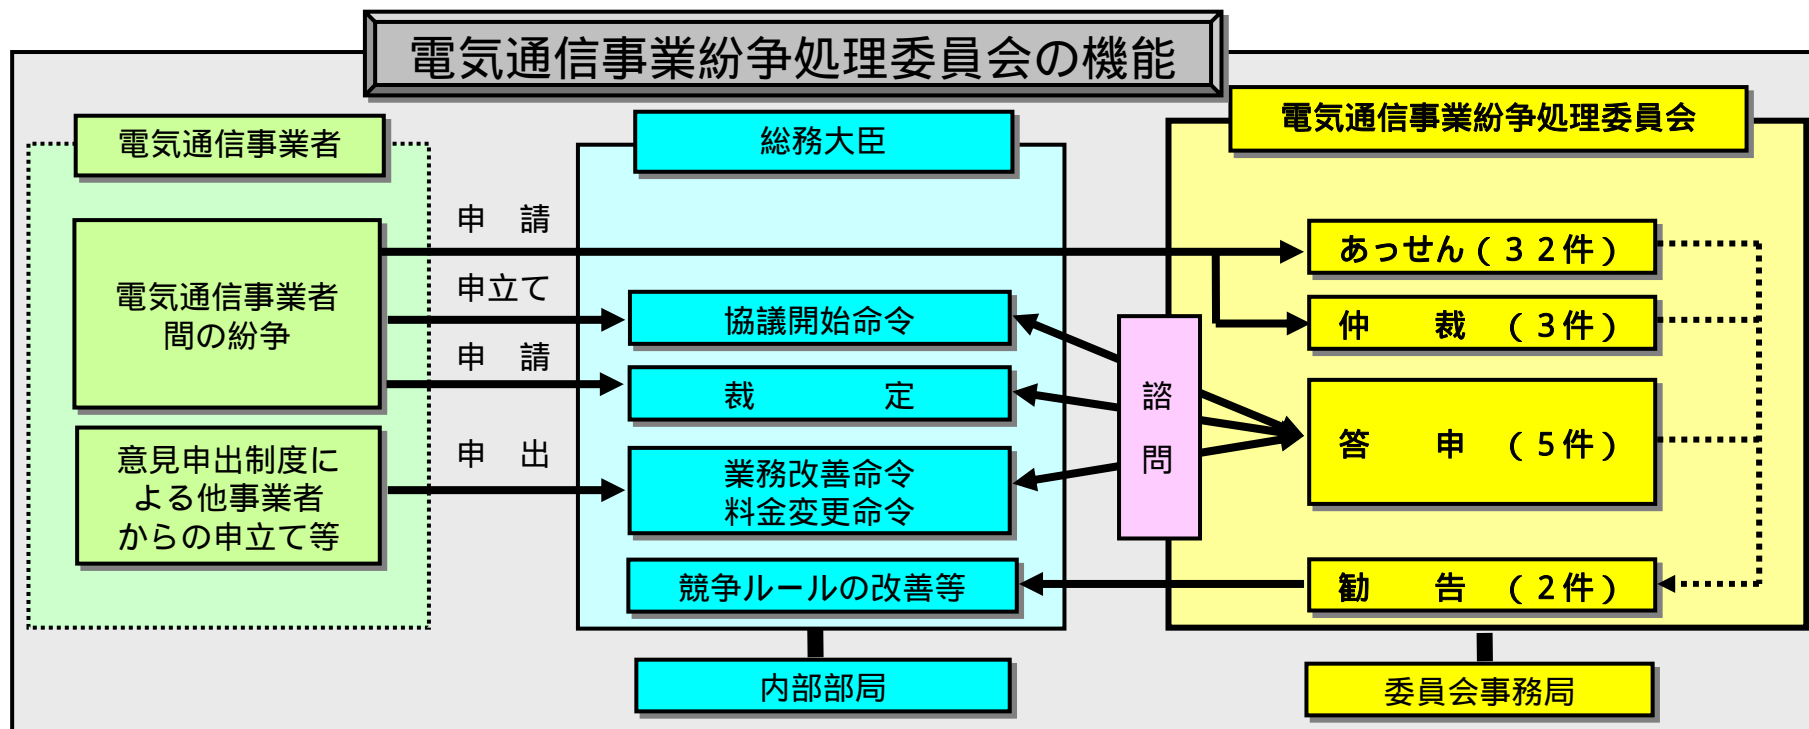 電気通信事業紛争処理委員会の機能
電気通信事業者
総務大臣
電気通信事業紛争処理委員会
電気通信事業者
間の紛争
意見申出制度に
よる他事業者
からの申立て等
申　請
申立て
申　請
申　出
協議開始命令
裁　　　　定
業務改善命令
料金変更命令
競争ルールの改善等
諮
問
あっせん（３２件）
仲　　裁　（３件）
答　　申　（５件）
勧　　告　（２件）
内部部局
委員会事務局